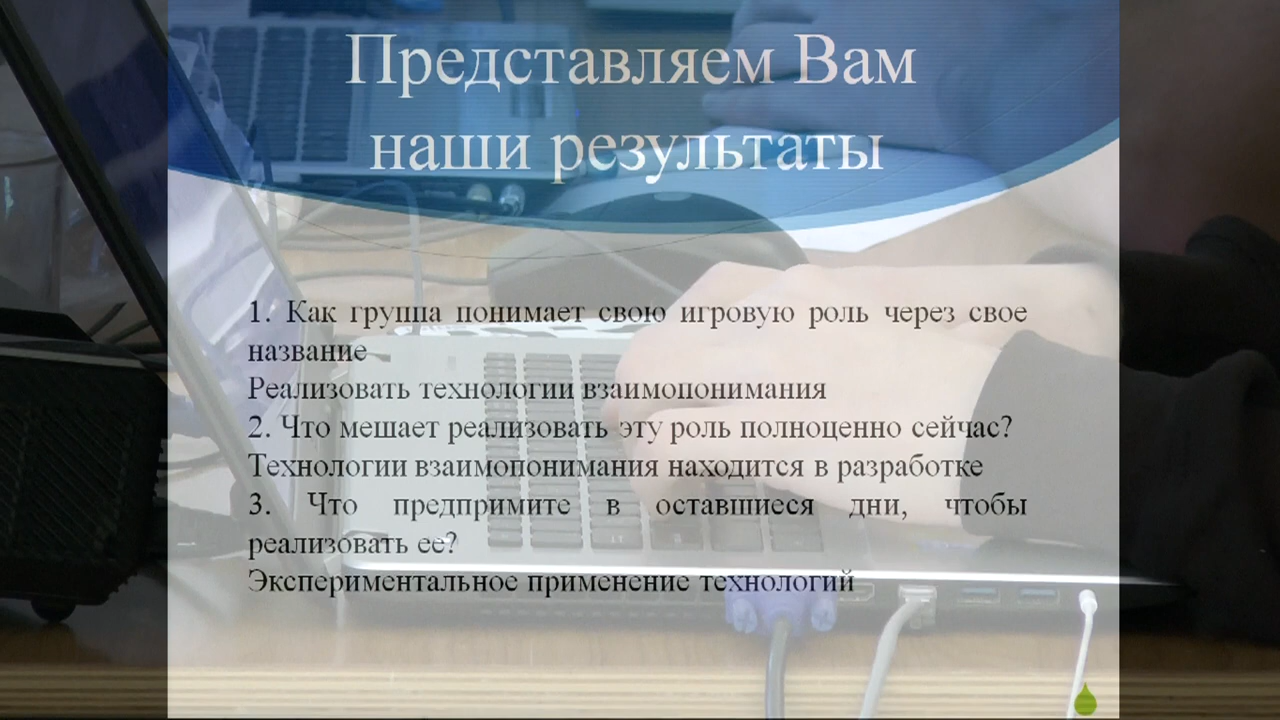 Представляем Вам
наши результаты
1. Как группа понимает свою игровую роль через свое
название
Реализовать технологии взаимопонимания
2. Что мешает реализовать эту роль полноценно сейчас?
Технологии взаимопонимания находится в разработке
3. Что предпримите в оставшиеся дни, чтобы
реализовать ее?
Экспериментальное применение технологий